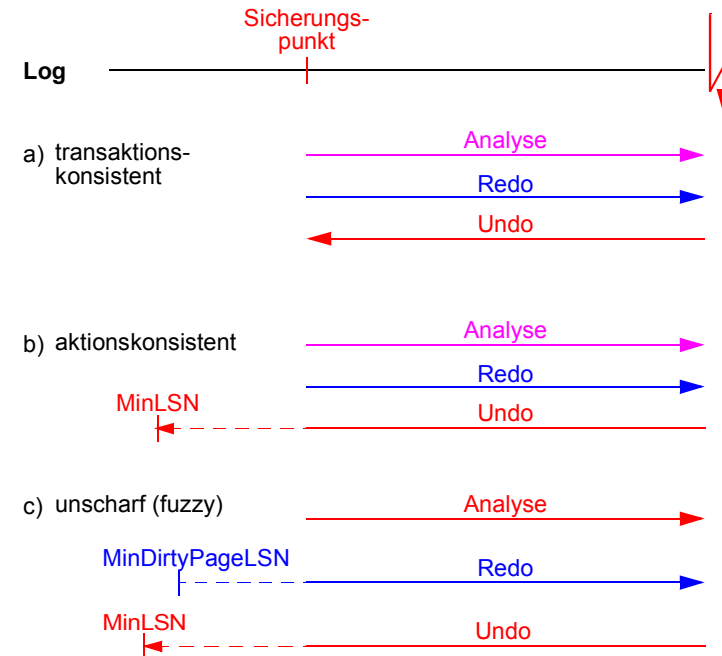 Sicherungs-
punkt
Log
a) transaktions-
konsistent
Analyse
Redo
Undo
b) aktionskonsistent
Analyse
Redo
MinLSN
Undo
c) unscharf (fuzzy)
Analyse
MinDirtyPageLSN
Redo
MinLSN
Undo